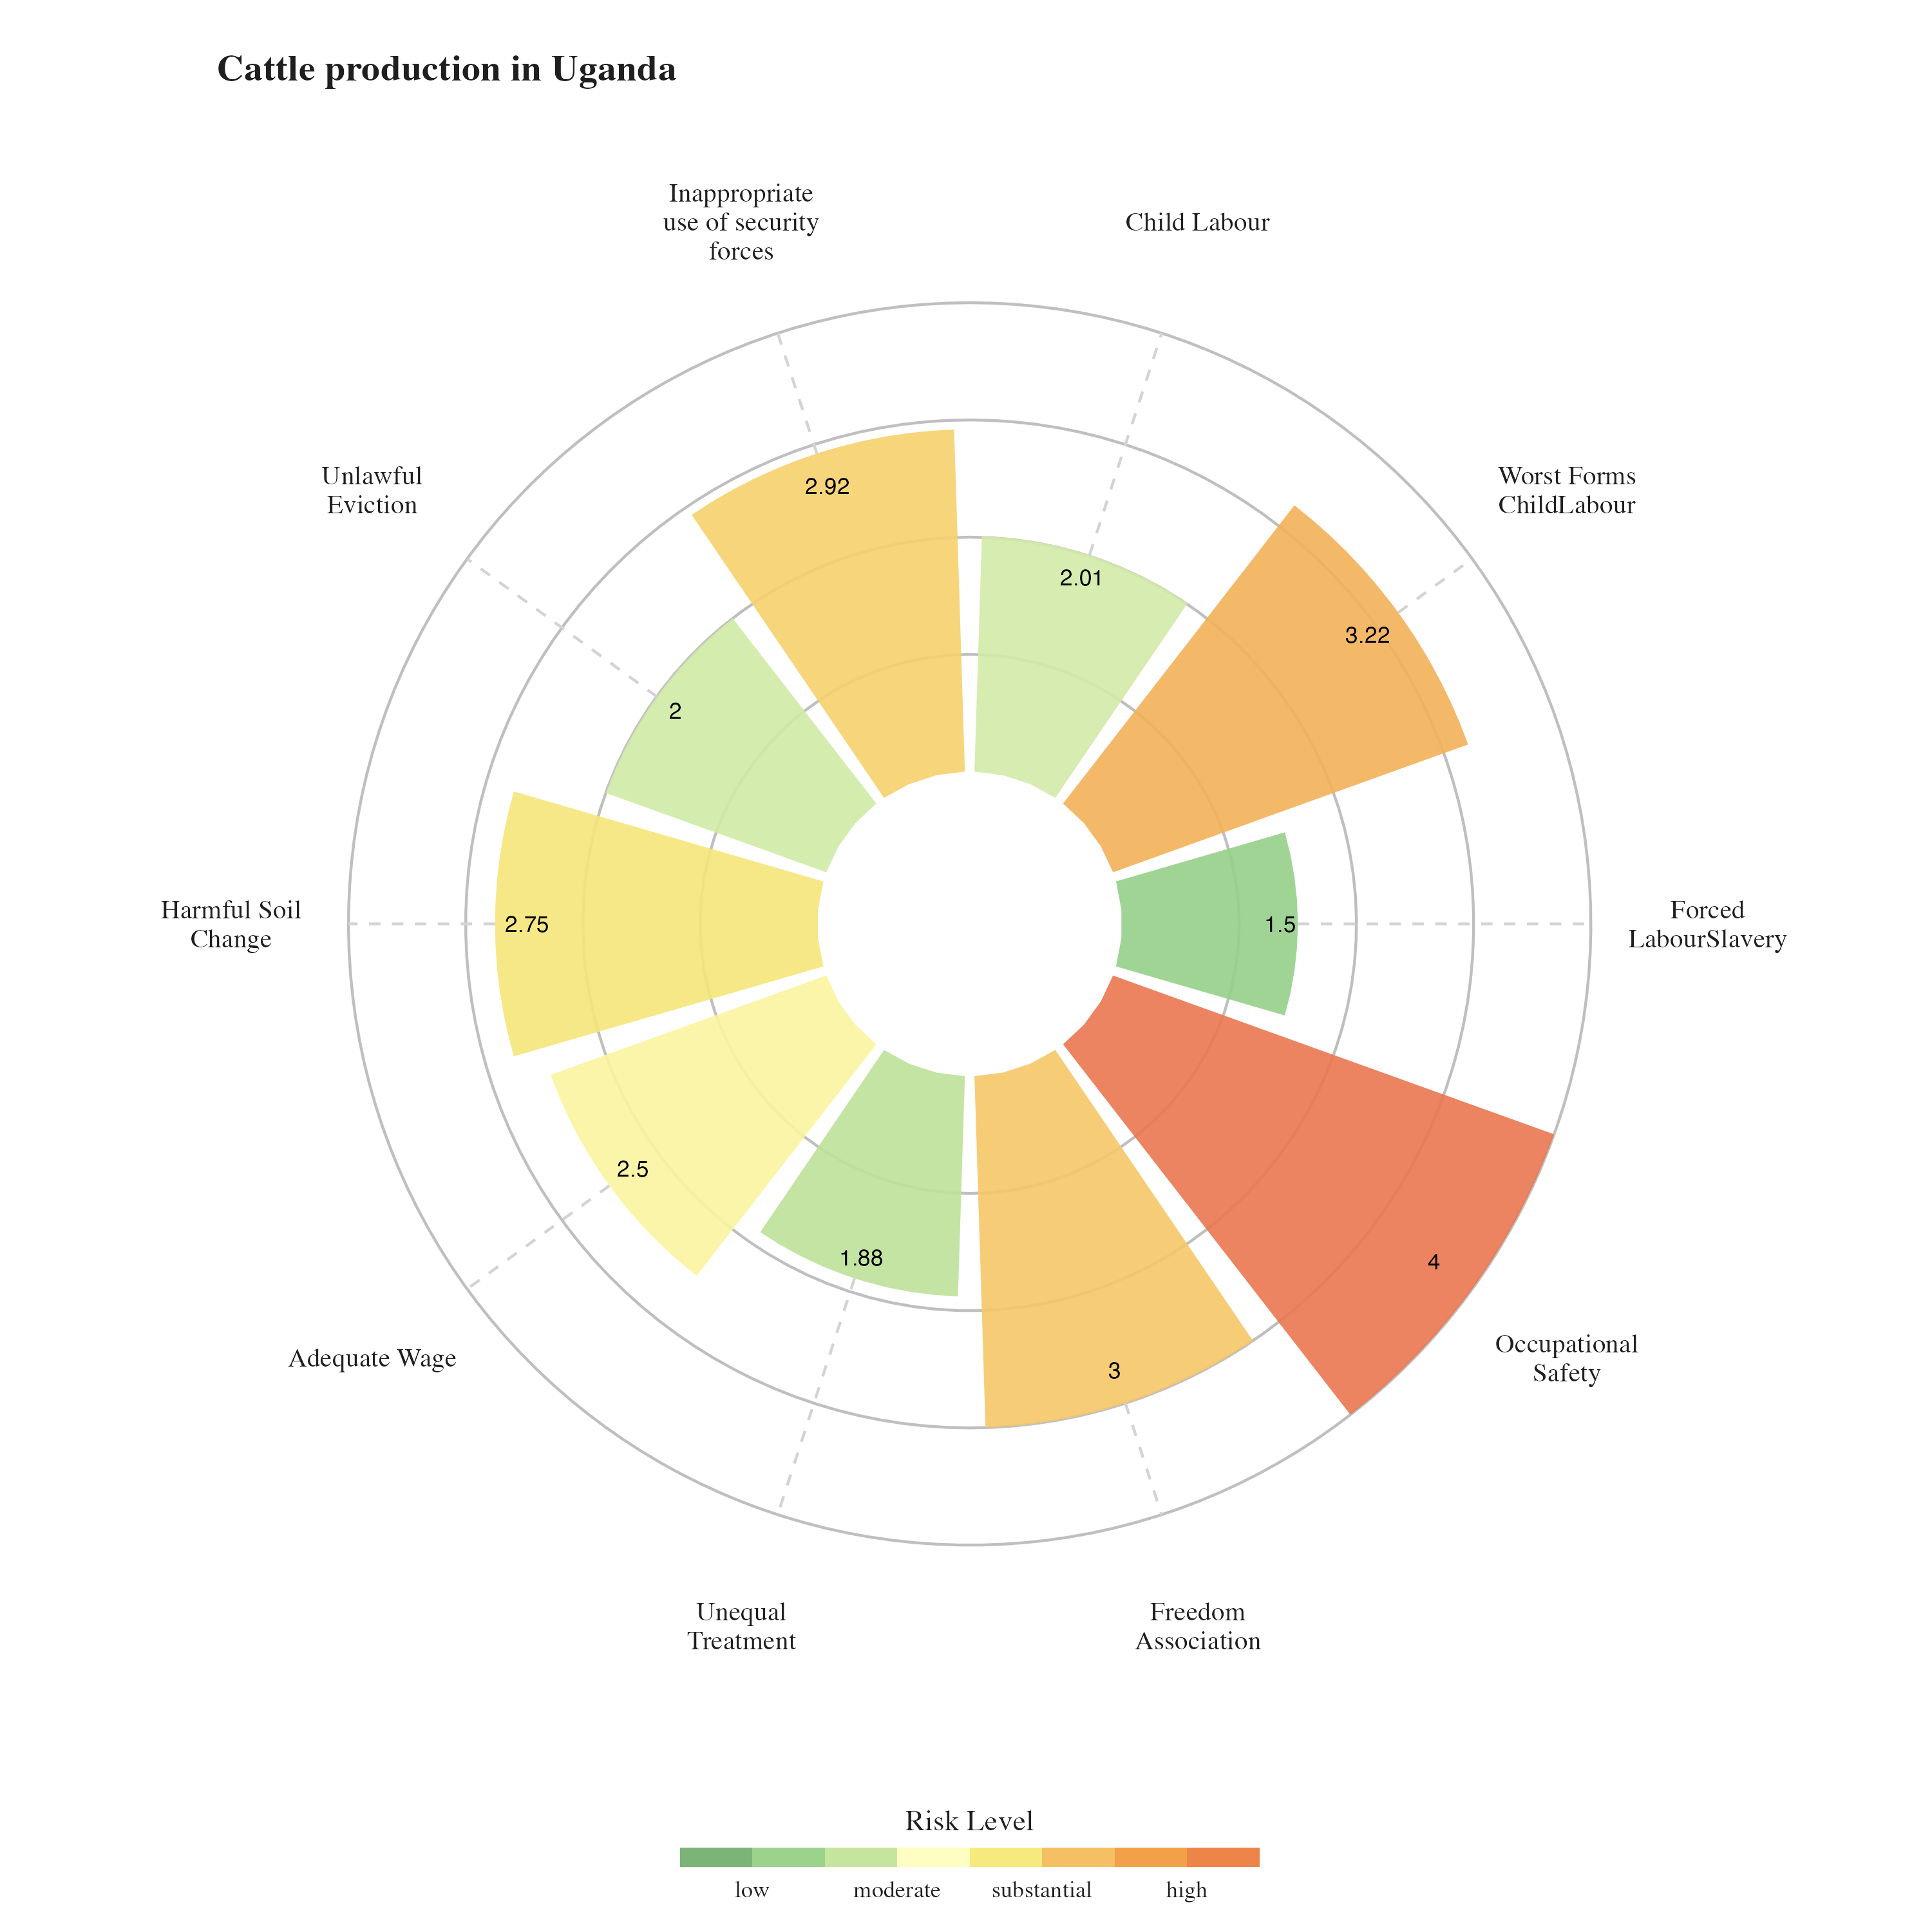 Cattle production in Uganda
Inappropriate
use of security
forces
Child Labour
Unlawful
Eviction
Worst Forms
ChildLabour
2.92
2.01
3.22
2
Harmful Soil
Change
2.75
1.5
Forced
LabourSlavery
2.5
1.88
3
4
Adequate Wage
Occupational
Safety
Unequal
Treatment
Freedom
Association
Risk Level
low moderate substantial high